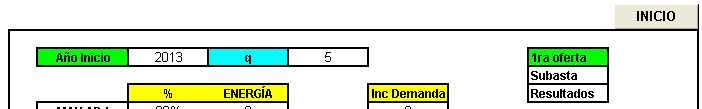 INICIO
Año Inicio 2013 q 5 1ra oferta
Subasta
% ENERGÍA Inc Demanda Resultados